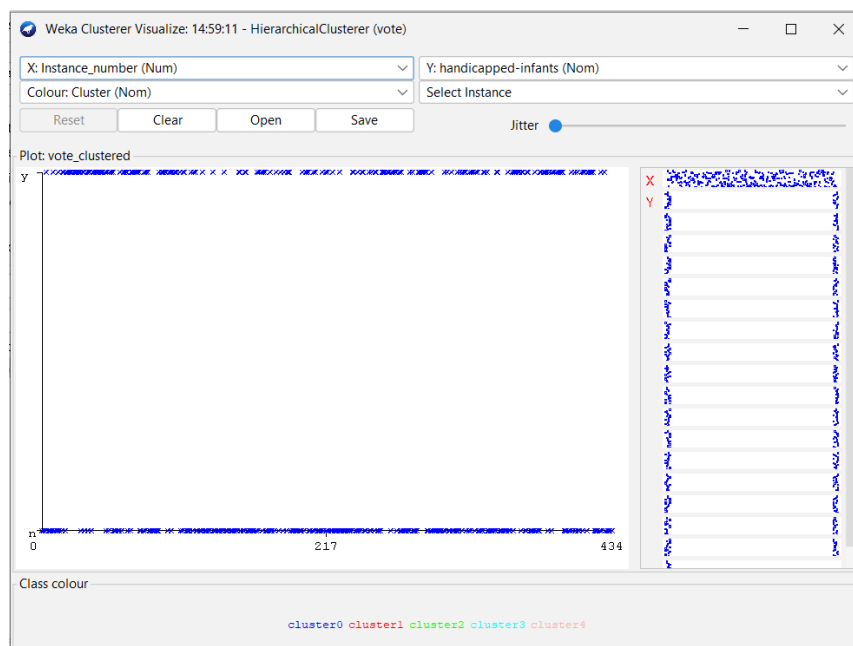 Weka Clusterer Visualize: 14:59:11 - HierarchicalClusterer (vote)
X: Instance_number (Num)
Y: handicapped-infants (Nom)
Colour: Cluster (Nom)
Select Instance
Reset
Clear
Open
Save
Jitter
Plot: vote_clustered
y
X
Y
n
0
217
434
Class colour
cluster0 cluster1 cluster2 cluster3 cluster4